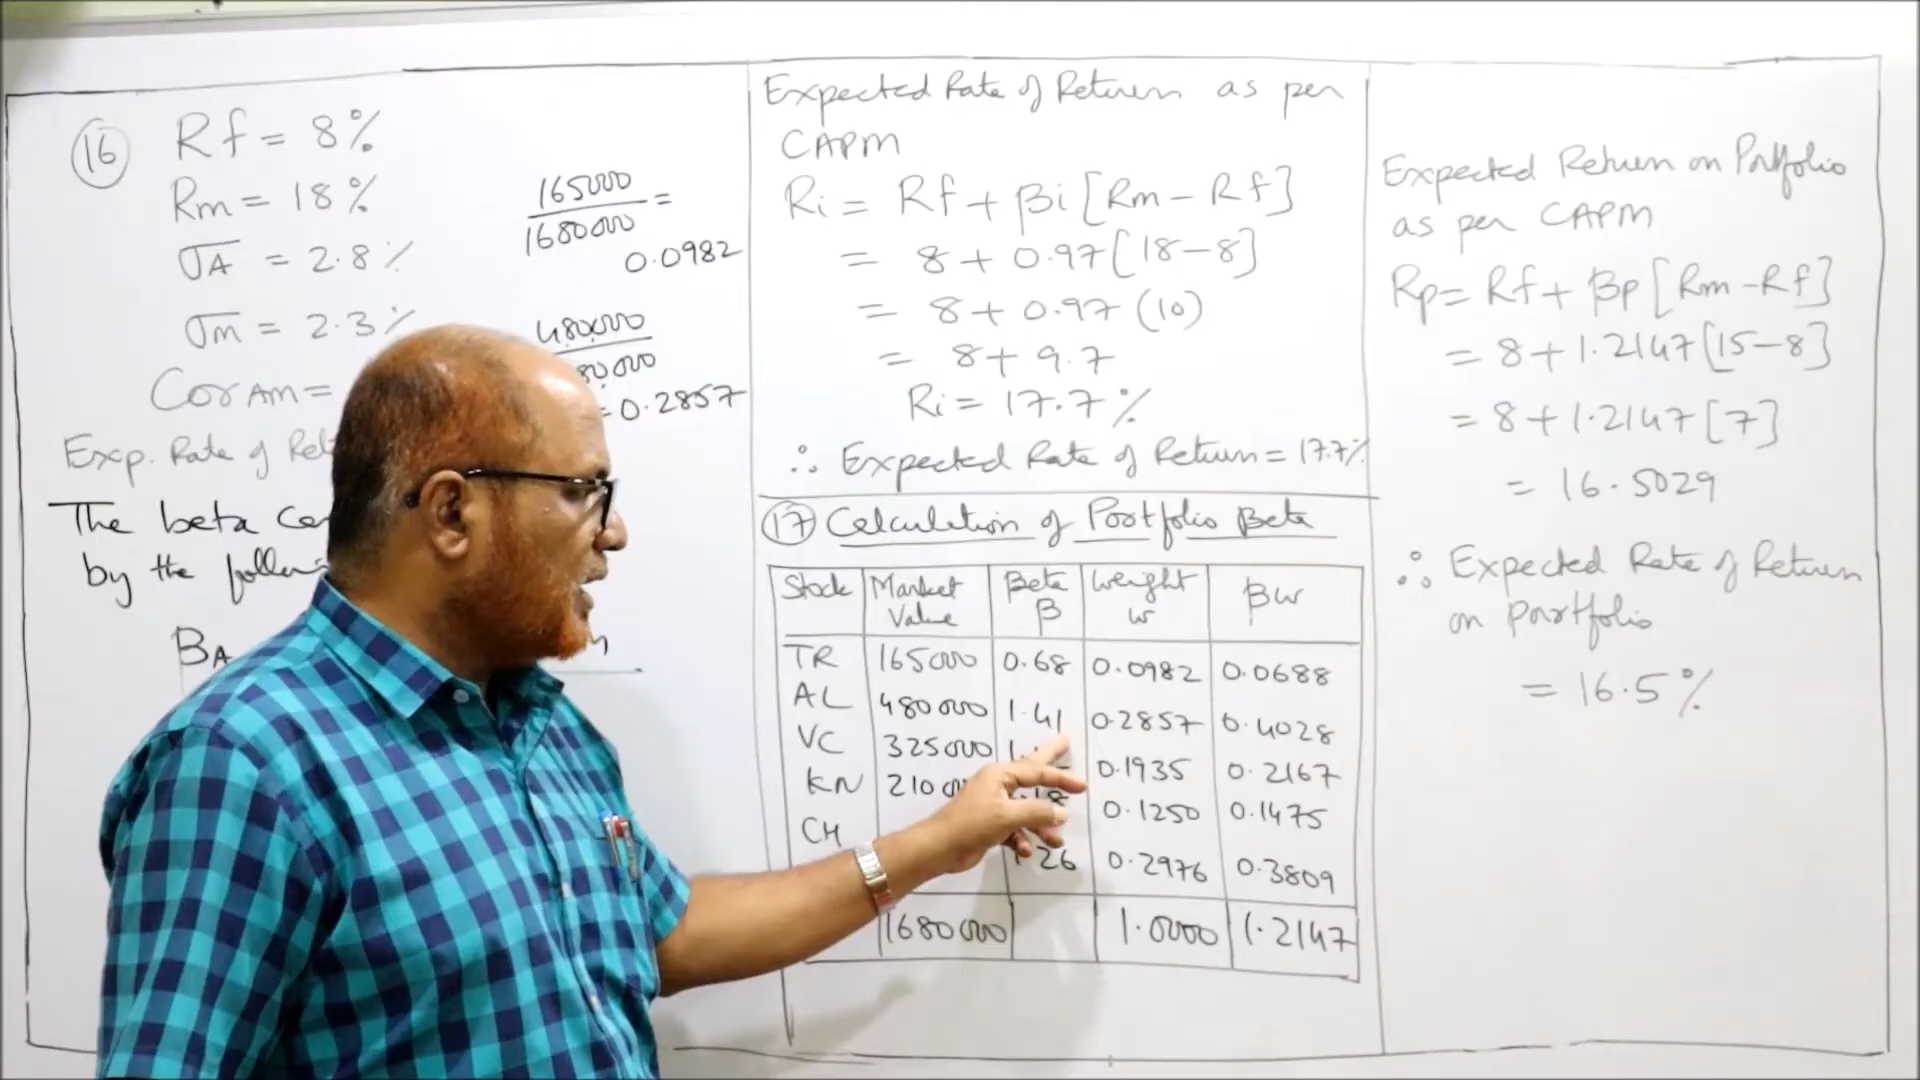 16
Rf = 8%
Rm = 18%
σA = 2.8%
σm = 2.3%
Cor AM =
Exp. Rate of
The beta
by the
BA
165000
1680000 =
0.0982
480000
80000
= 0.2857
Expected Rate of Return as per
CAPM
Ri = Rf + βi [Rm - Rf]
= 8 + 0.97 [18-8]
= 8 + 0.97 (10)
= 8 + 9.7
Ri = 17.7%
∴ Expected Rate of Return = 17.7%
17 Calculation of Portfolio Beta
Stock Market Value Beta β Weight w βw
TR 165000 0.68 0.0982 0.0688
AL 480000 1.41 0.2857 0.4028
VC 325000 0.1935 0.2167
KN 0.1250 0.1475
CH 1.26 0.2976 0.3809
1680000 1.0000 1.2147
Expected Return on Portfolio
as per CAPM
Rp = Rf + βp [Rm - Rf]
= 8 + 1.2147 [15-8]
= 8 + 1.2147 [7]
= 16.5029
∴ Expected Rate of Return
on portfolio
= 16.5%